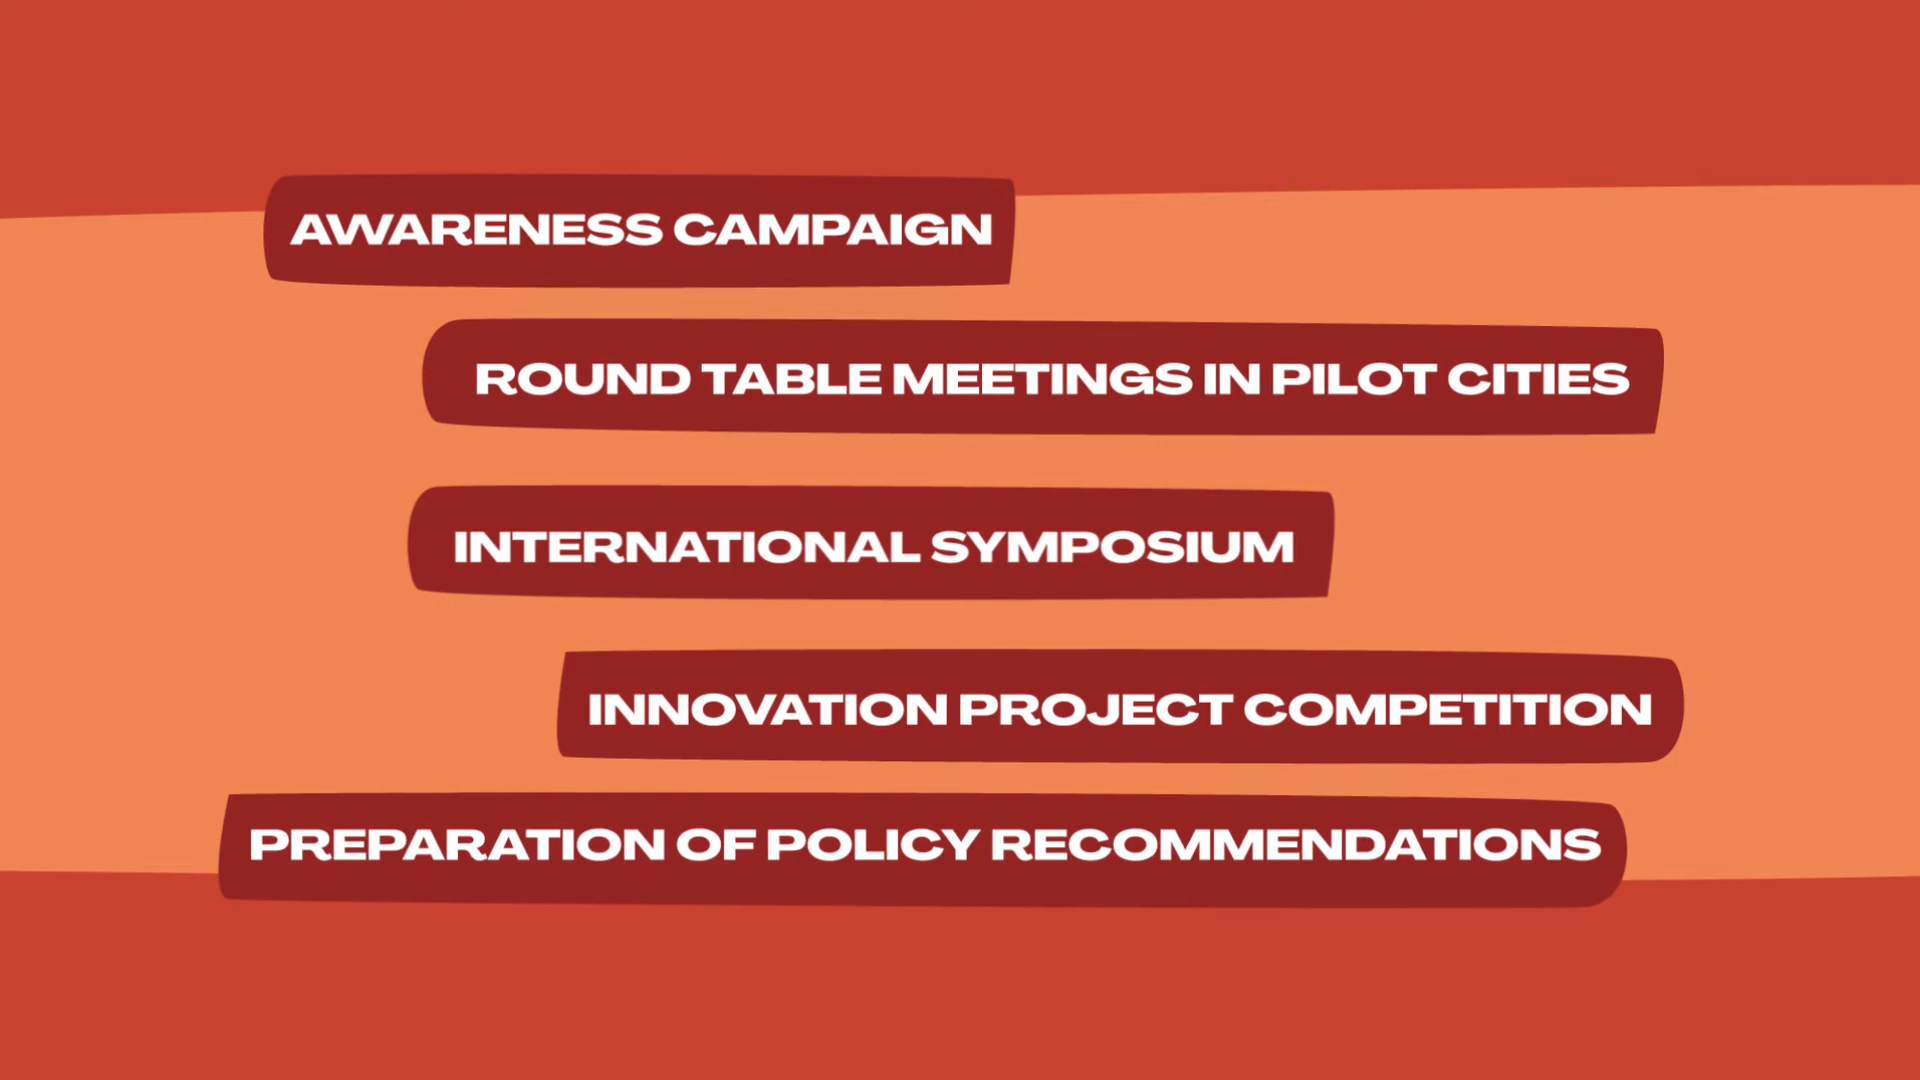 AWARENESS CAMPAIGN
ROUND TABLE MEETINGS IN PILOT CITIES
INTERNATIONAL SYMPOSIUM
INNOVATION PROJECT COMPETITION
PREPARATION OF POLICY RECOMMENDATIONS